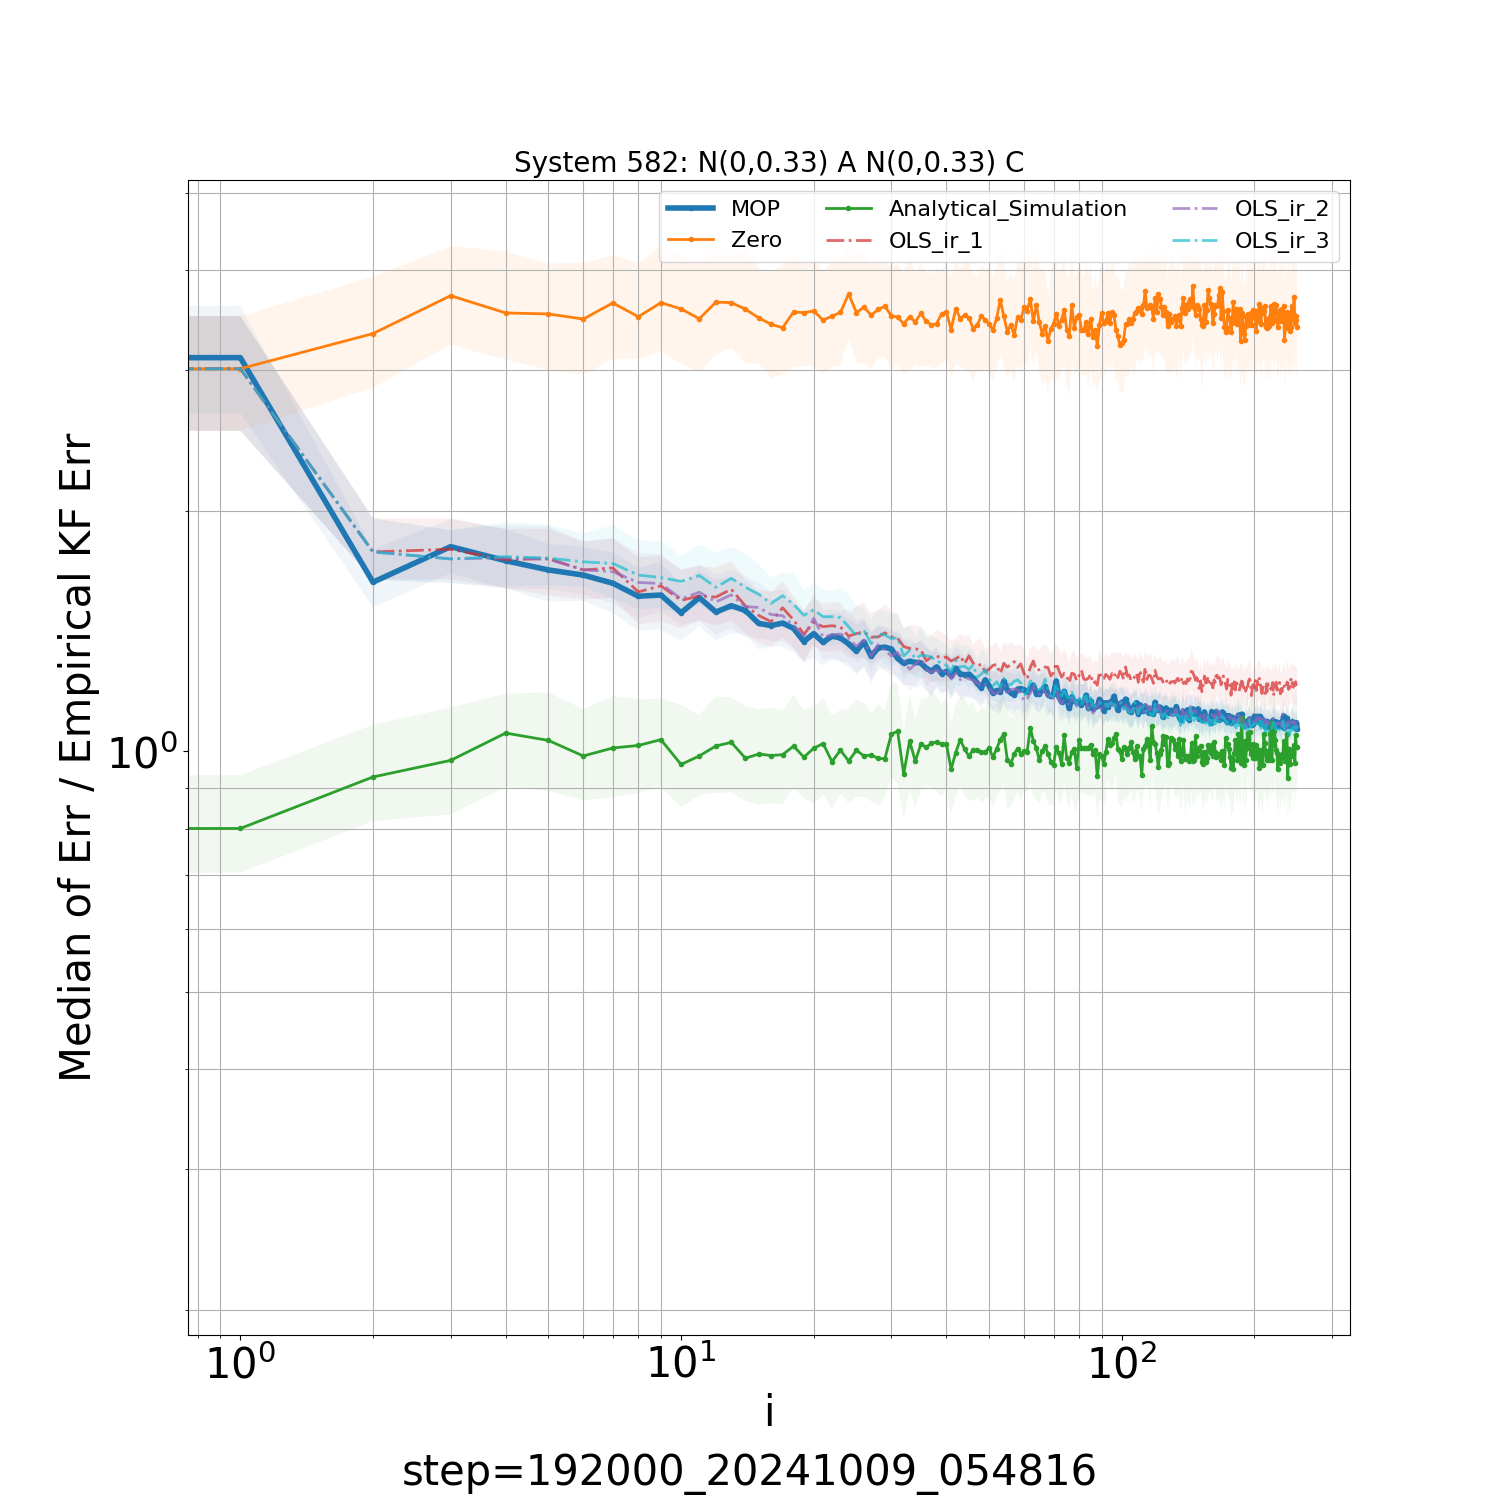 System 582: N(0,0.33) A N(0,0.33) C
MOP
Zero
Analytical_Simulation
OLS_ir_1
OLS_ir_2
OLS_ir_3
Median of Err / Empirical KF Err
10⁰
10⁰ 10¹ 10²
i
step=192000_20241009_054816